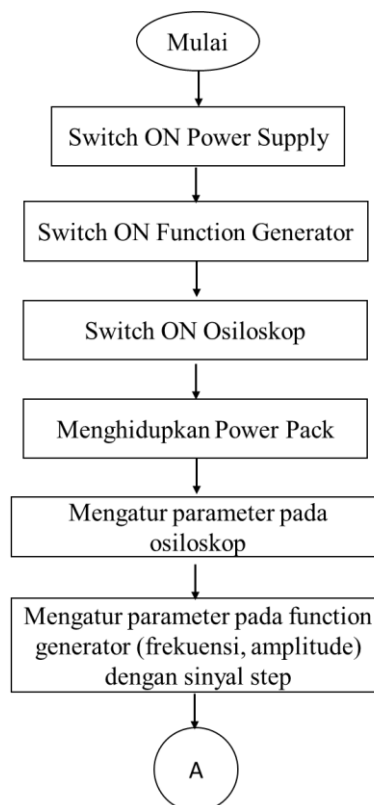 Mulai
Switch ON Power Supply
Switch ON Function Generator
Switch ON Osiloskop
Menghidupkan Power Pack
Mengatur parameter pada
osiloskop
Mengatur parameter pada function
generator (frekuensi, amplitude)
dengan sinyal step
A